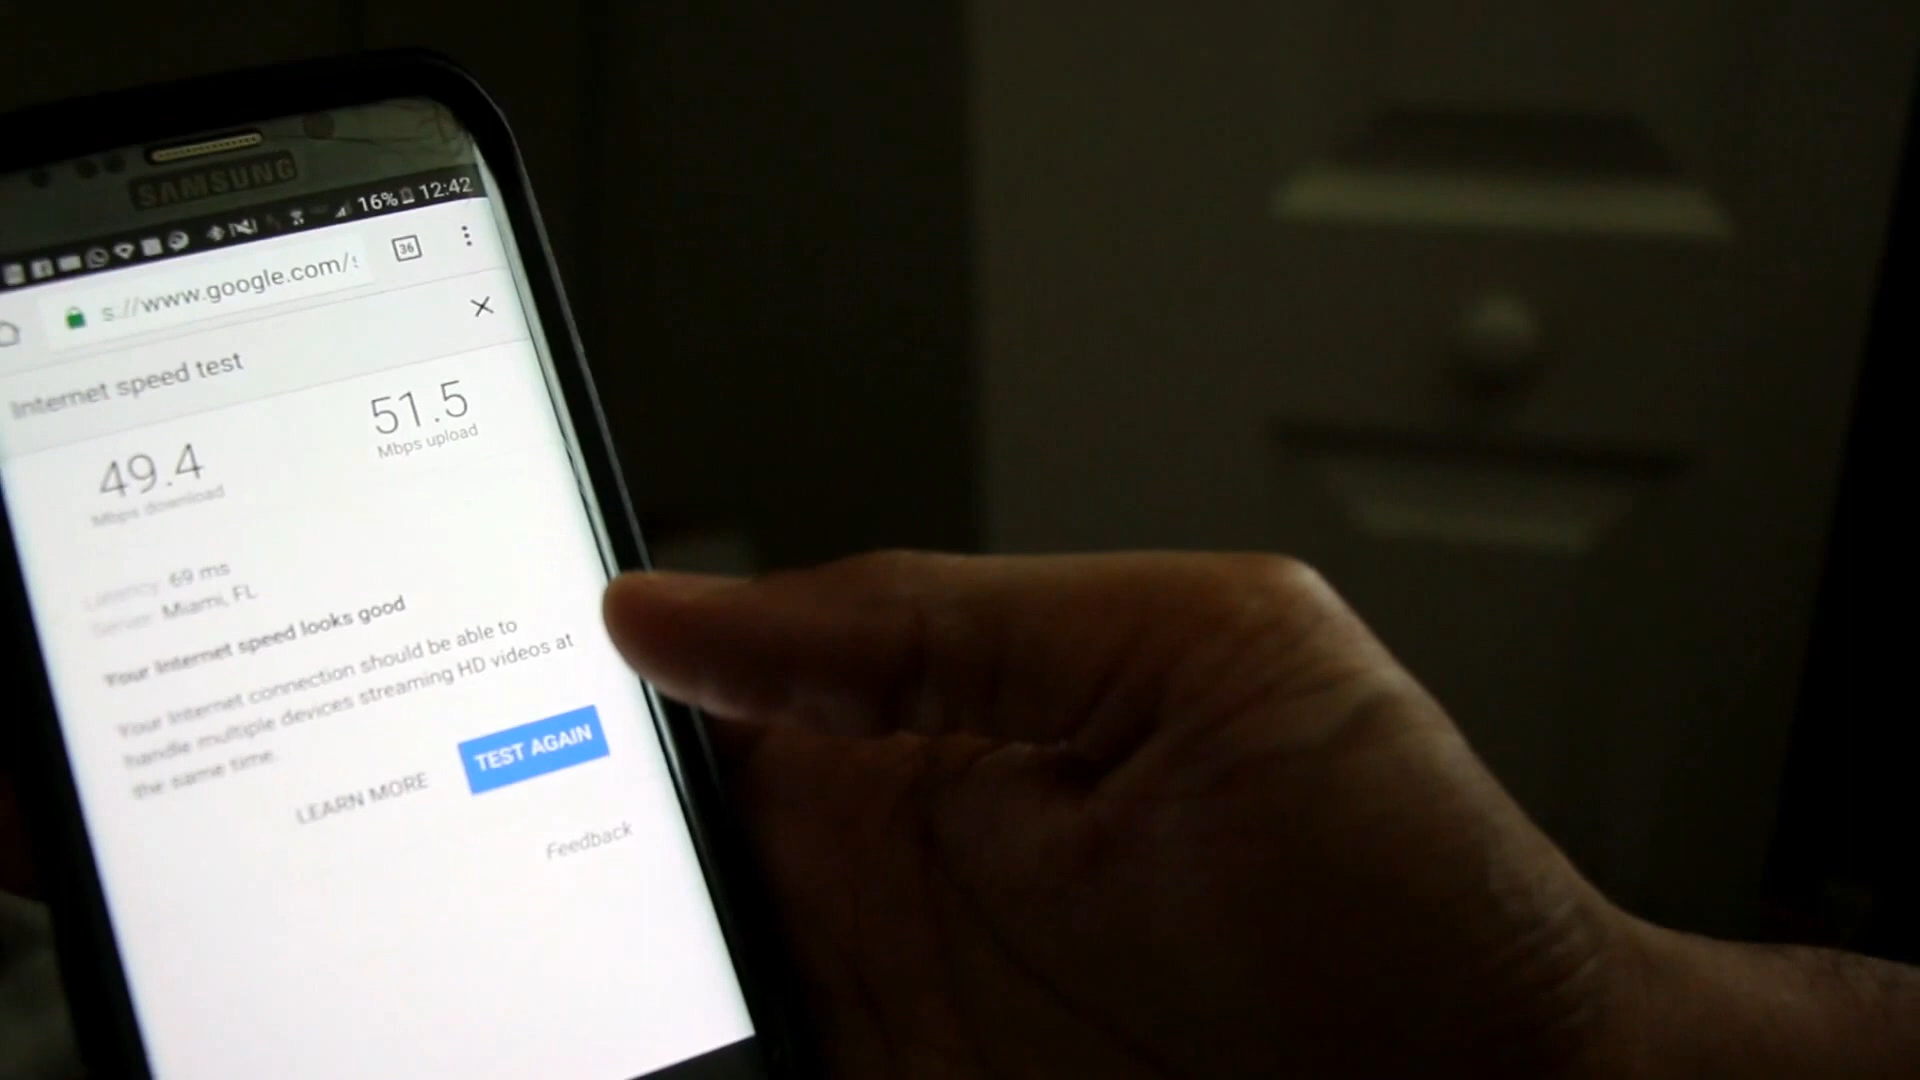 SAMSUNG
16% 12:42
s://www.google.com/s
36
Internet speed test
49.4
Mbps download
51.5
Mbps upload
Latency: 69 ms
Server: Miami, FL
Your Internet speed looks good
Your Internet connection should be able to
handle multiple devices streaming HD videos at
the same time.
LEARN MORE
TEST AGAIN
Feedback